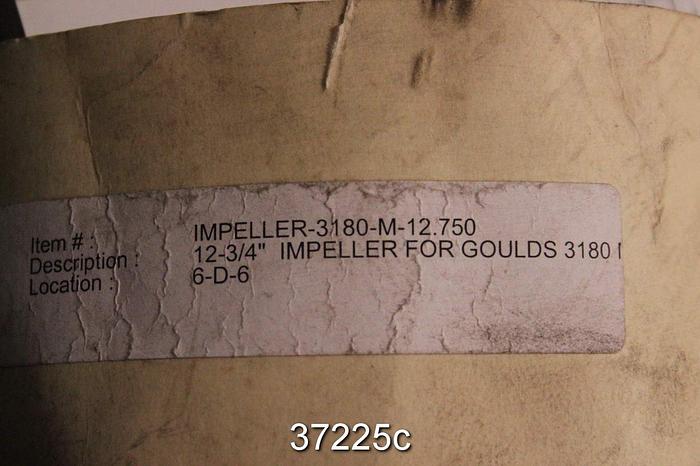 Item # : IMPELLER-3180-M-12.750
Description : 12-3/4" IMPELLER FOR GOULDS 3180
Location : 6-D-6
37225c